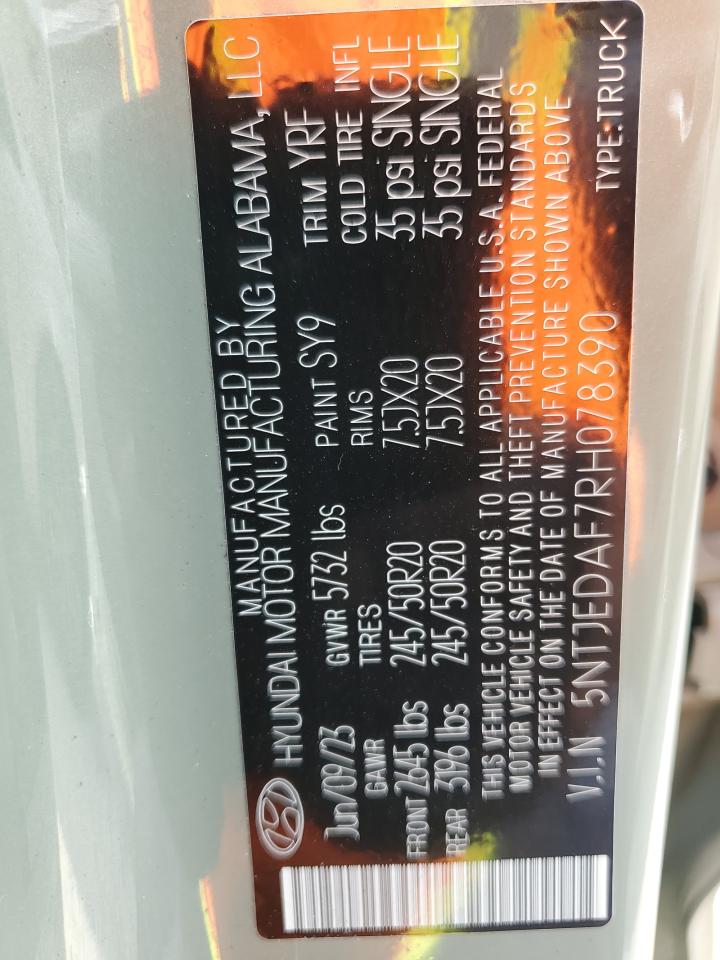 MANUFACTURED BY
HYUNDAI MOTOR MANUFACTURING ALABAMA, LLC
Jun/09/23 GVWR 5732 lbs PAINT SY9 TRIM YRF
GAWR TIRES RIMS COLD TIRE INFL
FRONT 2645 lbs 245/50R20 7.5JX20 35 psi SINGLE
REAR 3196 lbs 245/50R20 7.5JX20 35 psi SINGLE
THIS VEHICLE CONFORMS TO ALL APPLICABLE U.S.A. FEDERAL
MOTOR VEHICLE SAFETY AND THEFT PREVENTION STANDARDS
IN EFFECT ON THE DATE OF MANUFACTURE SHOWN ABOVE
V.I.N 5NTJEDAF7RH078390 TYPE:TRUCK